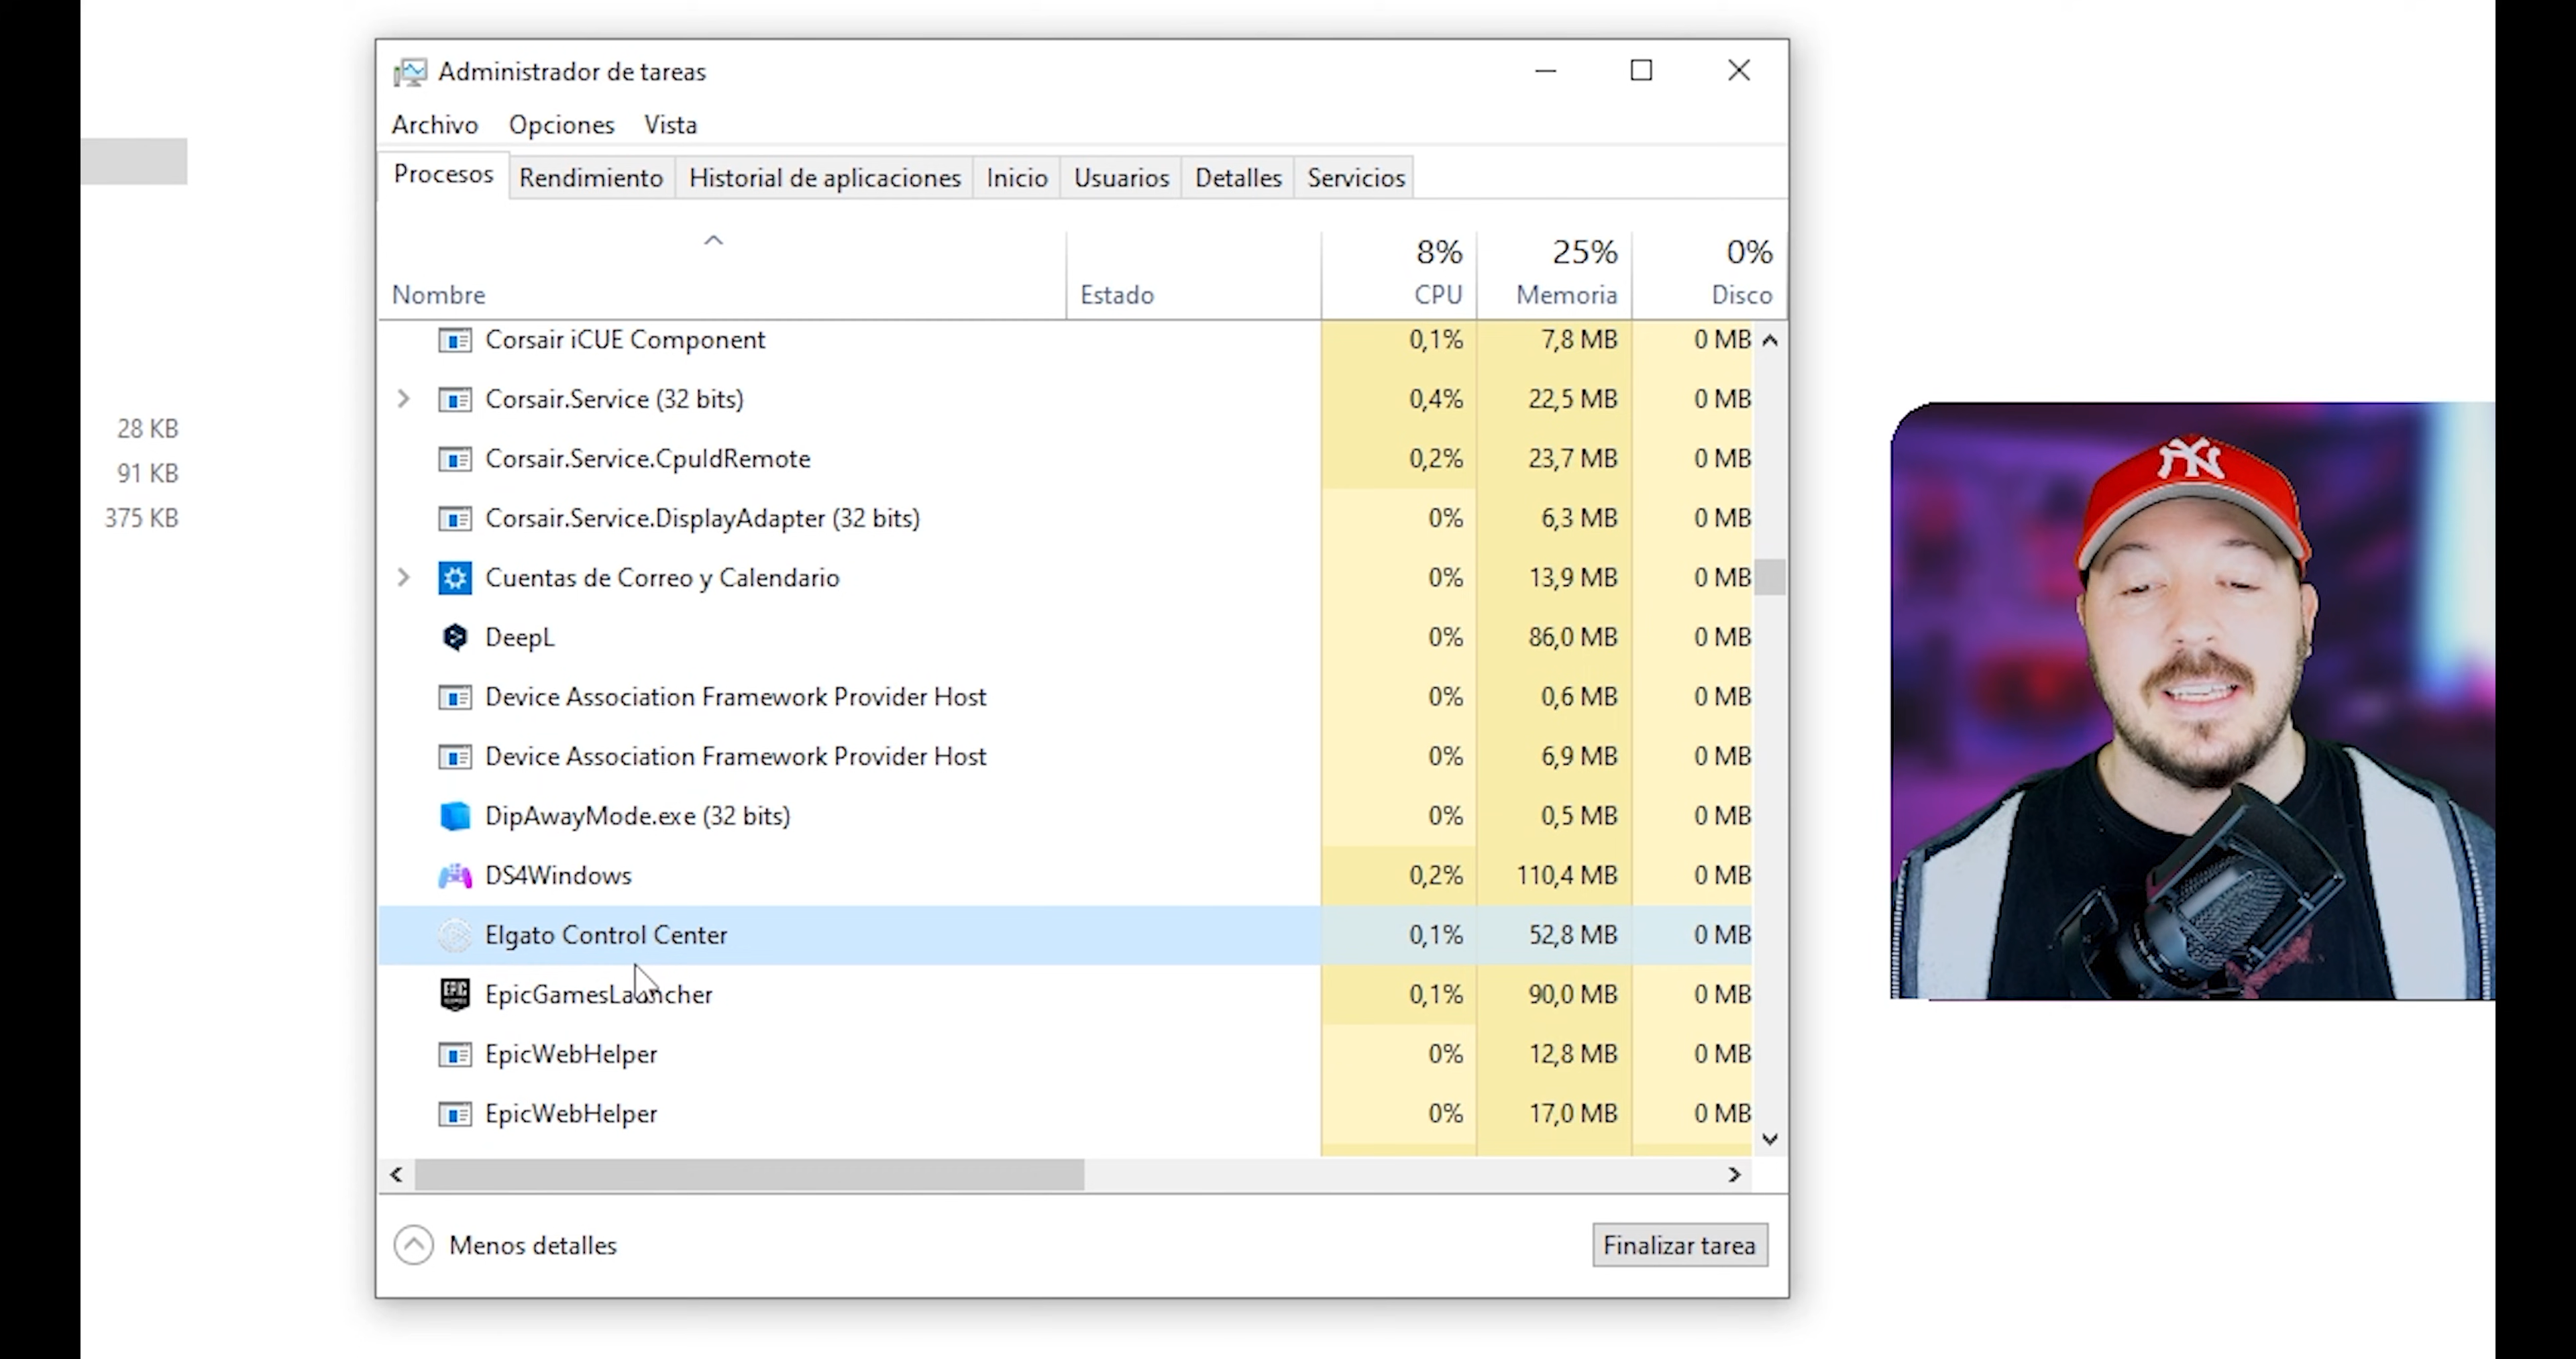 Administrador de tareas
Archivo Opciones Vista
Procesos Rendimiento Historial de aplicaciones Inicio Usuarios Detalles Servicios
8% 25% 0%
Nombre Estado CPU Memoria Disco
Corsair iCUE Component 0,1% 7,8 MB 0 MB
Corsair.Service (32 bits) 0,4% 22,5 MB 0 MB
28 KB
Corsair.Service.CpuIdRemote 0,2% 23,7 MB 0 MB
91 KB
Corsair.Service.DisplayAdapter (32 bits) 0% 6,3 MB 0 MB
375 KB
Cuentas de Correo y Calendario 0% 13,9 MB 0 MB
DeepL 0% 86,0 MB 0 MB
Device Association Framework Provider Host 0% 0,6 MB 0 MB
Device Association Framework Provider Host 0% 6,9 MB 0 MB
DipAwayMode.exe (32 bits) 0% 0,5 MB 0 MB
DS4Windows 0,2% 110,4 MB 0 MB
Elgato Control Center 0,1% 52,8 MB 0 MB
EpicGamesLauncher 0,1% 90,0 MB 0 MB
EpicWebHelper 0% 12,8 MB 0 MB
EpicWebHelper 0% 17,0 MB 0 MB
Menos detalles Finalizar tarea
NY
EPIC